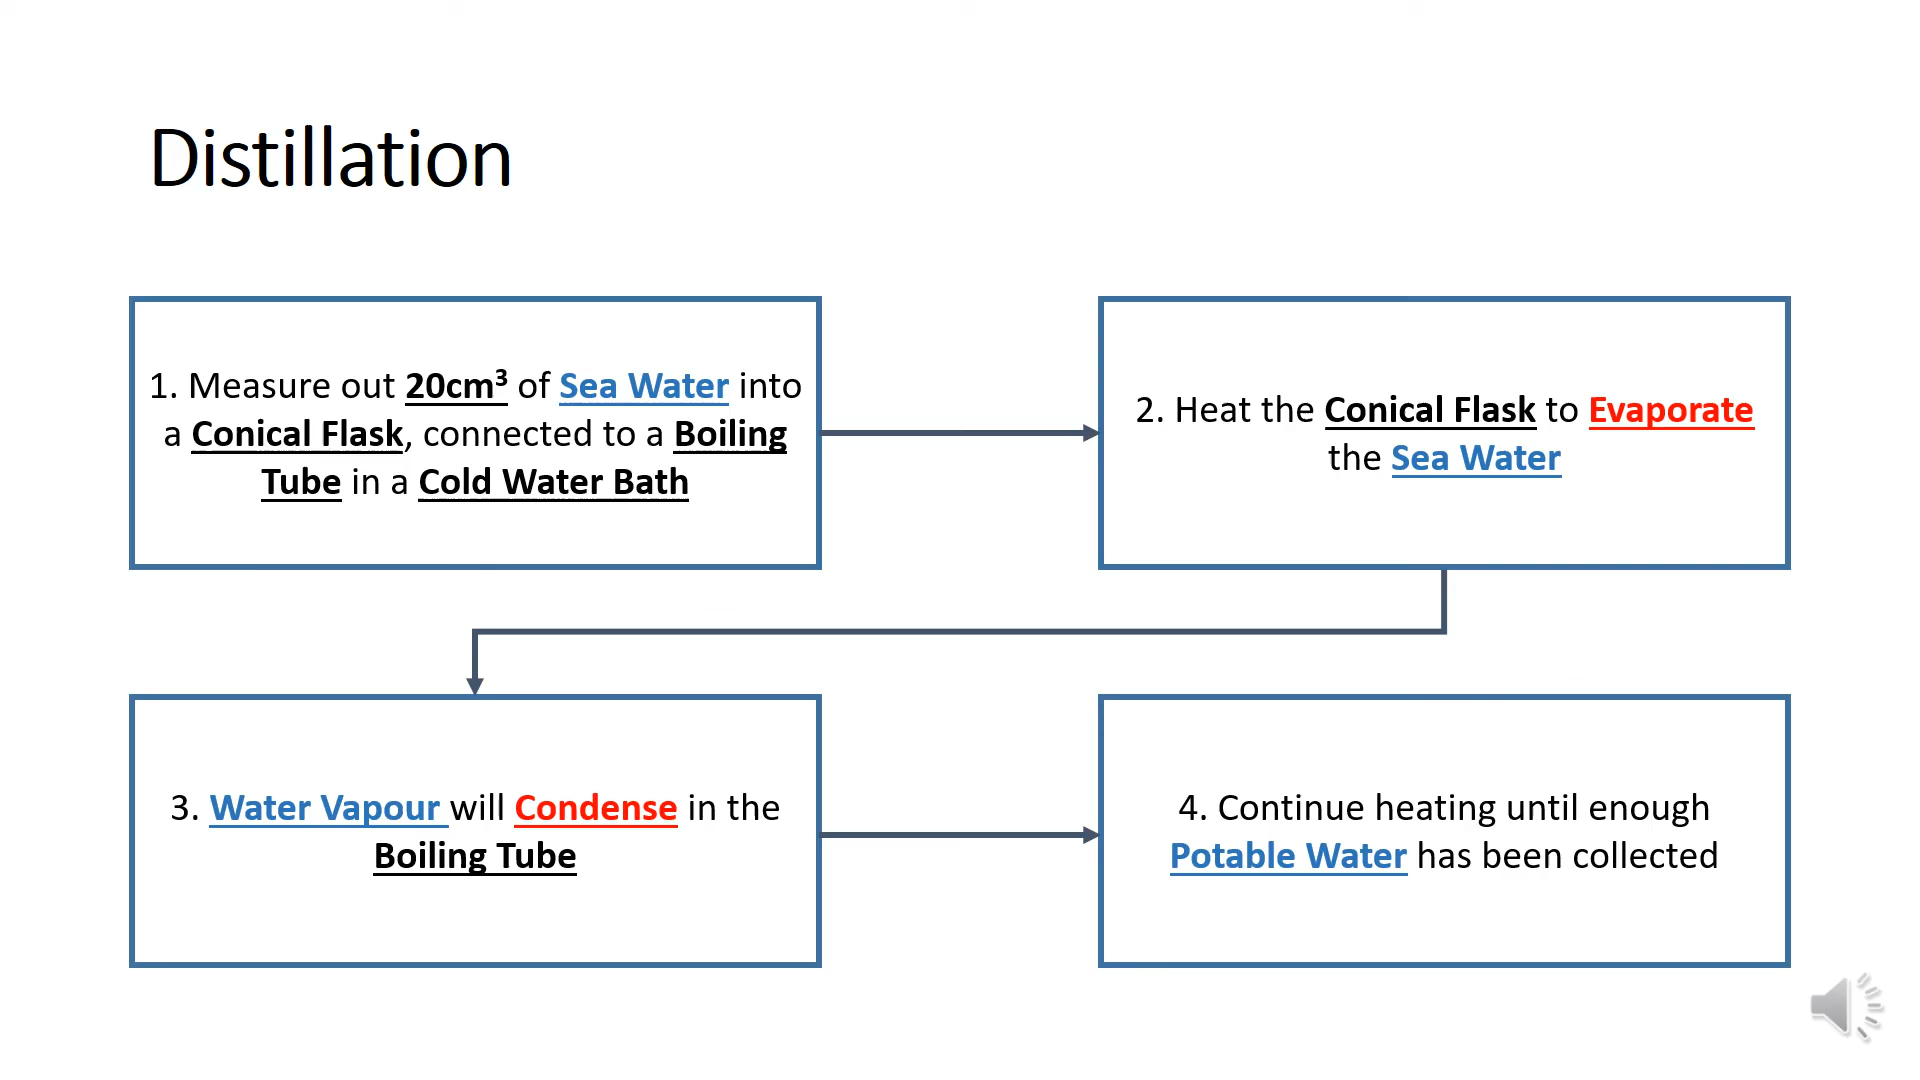 Distillation
1. Measure out 20cm³ of Sea Water into
a Conical Flask, connected to a Boiling
Tube in a Cold Water Bath
2. Heat the Conical Flask to Evaporate
the Sea Water
3. Water Vapour will Condense in the
Boiling Tube
4. Continue heating until enough
Potable Water has been collected